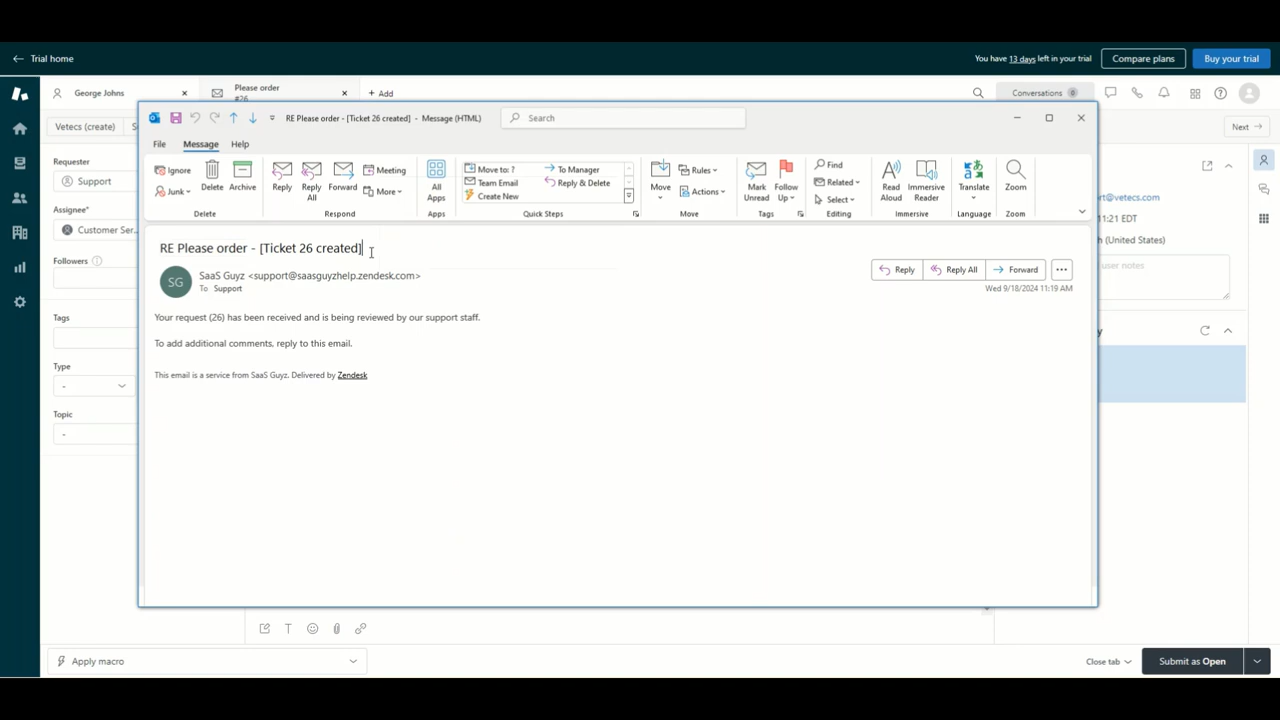 Trial home
You have 13 days left in your trial
Compare plans
Buy your trial
George Johns
Please order
#26
+ Add
Conversations 0
Vetecs (create)
Next
RE Please order - [Ticket 26 created] - Message (HTML)
Search
File
Message
Help
Ignore
Junk
Delete
Archive
Delete
Reply
Reply All
Forward
Meeting
More
Respond
All Apps
Apps
Move to: ?
To Manager
Team Email
Reply & Delete
Create New
Quick Steps
Move
Rules
Actions
Move
Mark Unread
Follow Up
Tags
Find
Related
Select
Editing
Read Aloud
Immersive Reader
Immersive
Translate
Language
Zoom
Zoom
RE Please order - [Ticket 26 created]
SG
SaaS Guyz <support@saasguyzhelp.zendesk.com>
To Support
Reply
Reply All
Forward
Wed 9/18/2024 11:19 AM
Your request (26) has been received and is being reviewed by our support staff.
To add additional comments, reply to this email.
This email is a service from SaaS Guyz. Delivered by Zendesk
Requester
Support
Assignee*
Customer Ser...
Followers
Tags
Type
-
Topic
-
rt@vetecs.com
11:21 EDT
h (United States)
user notes
y
Apply macro
Close tab
Submit as Open